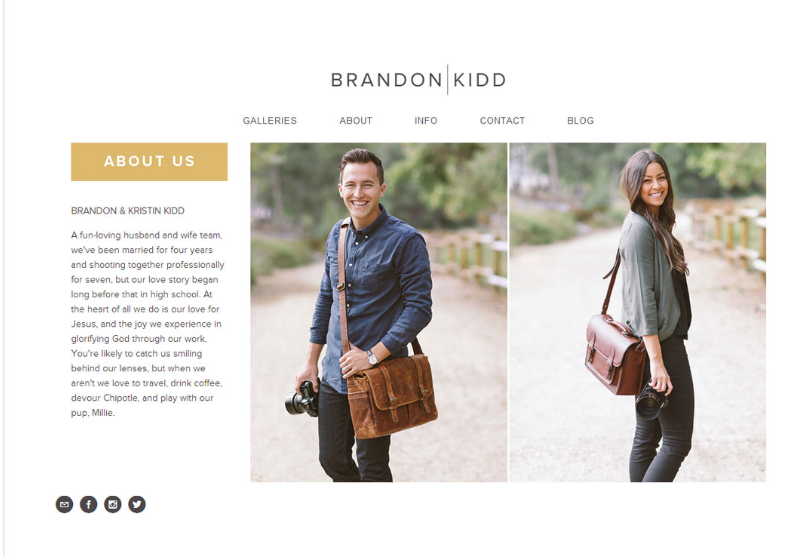 BRANDON KIDD
GALLERIES ABOUT INFO CONTACT BLOG
ABOUT US
BRANDON & KRISTIN KIDD
A fun-loving husband and wife team,
we've been married for four years
and shooting together professionally
for seven, but our love story began
long before that in high school. At
the heart of all we do is our love for
Jesus, and the joy we experience in
glorifying God through our work.
You're likely to catch us smiling
behind our lenses, but when we
aren't we love to travel, drink coffee,
devour Chipotle, and play with our
pup, Millie.